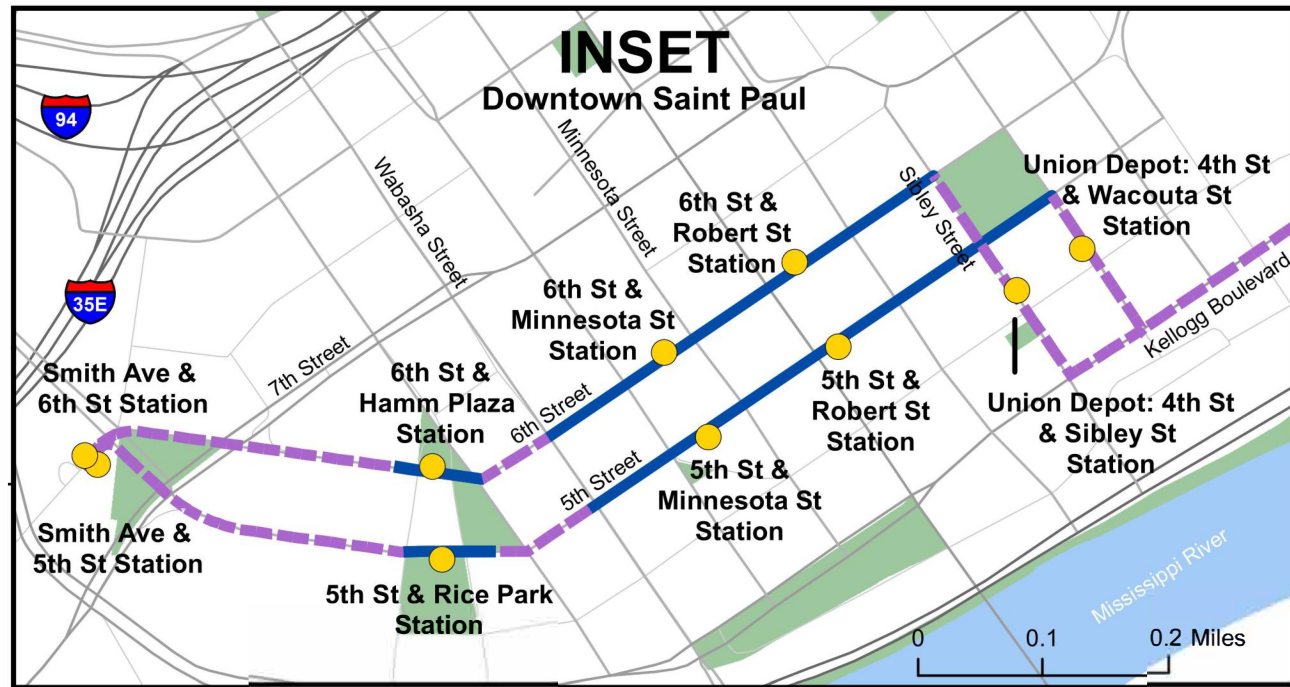 INSET
Downtown Saint Paul
94
35E
Wabasha Street
Minnesota Street
Sibley Street
7th Street
6th Street
5th Street
Kellogg Boulevard
Union Depot: 4th St
& Wacouta St
Station
6th St &
Robert St
Station
6th St &
Minnesota St
Station
Smith Ave &
6th St Station
6th St &
Hamm Plaza
Station
5th St &
Robert St
Station
Union Depot: 4th St
& Sibley St
Station
5th St &
Minnesota St
Station
Smith Ave &
5th St Station
5th St & Rice Park
Station
Mississippi River
0 0.1 0.2 Miles